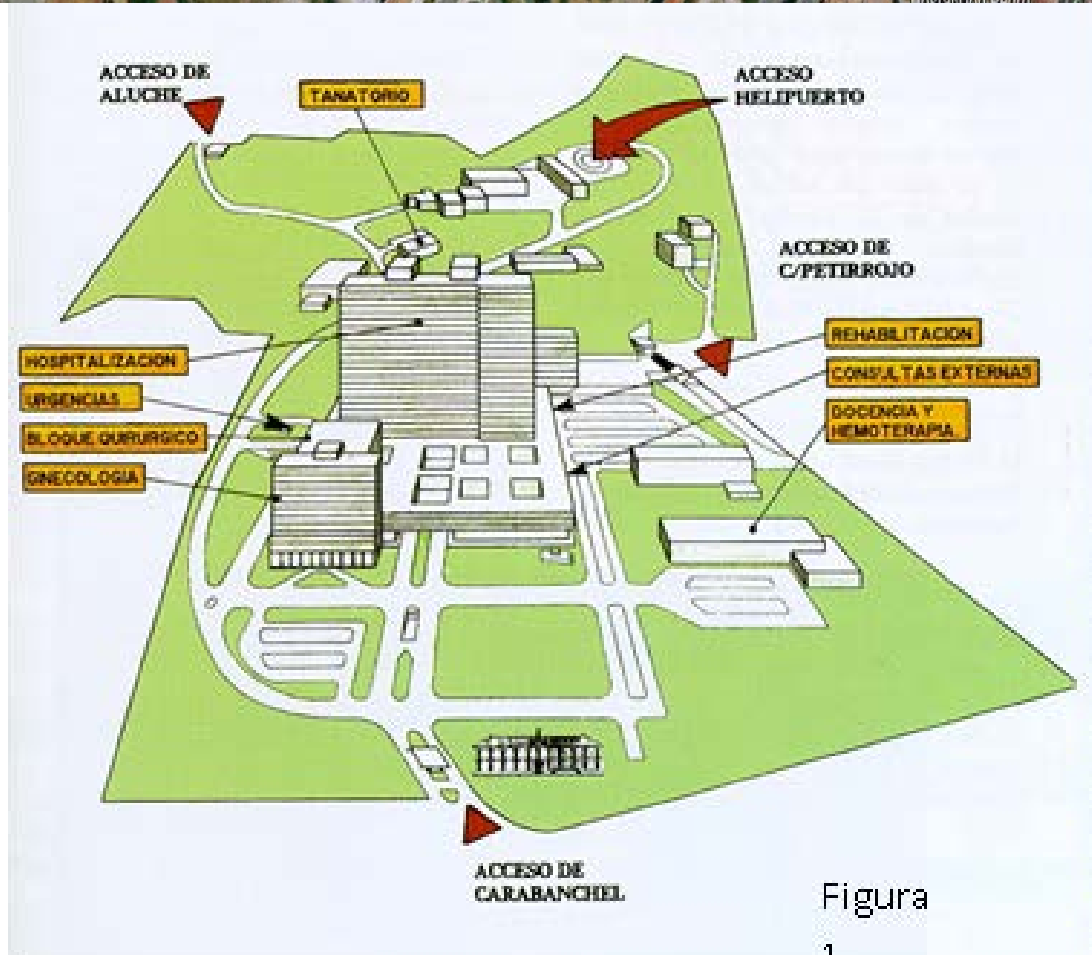 ACCESO DE
ALUCHE
TANATORIO
ACCESO
HELIPUERTO
ACCESO DE
C/PETIRROJO
HOSPITALIZACION
URGENCIAS
BLOQUE QUIRURGICO
GINECOLOGIA
REHABILITACION
CONSULTAS EXTERNAS
DOCENCIA Y
HEMOTERAPIA
ACCESO DE
CARABANCHEL
Figura